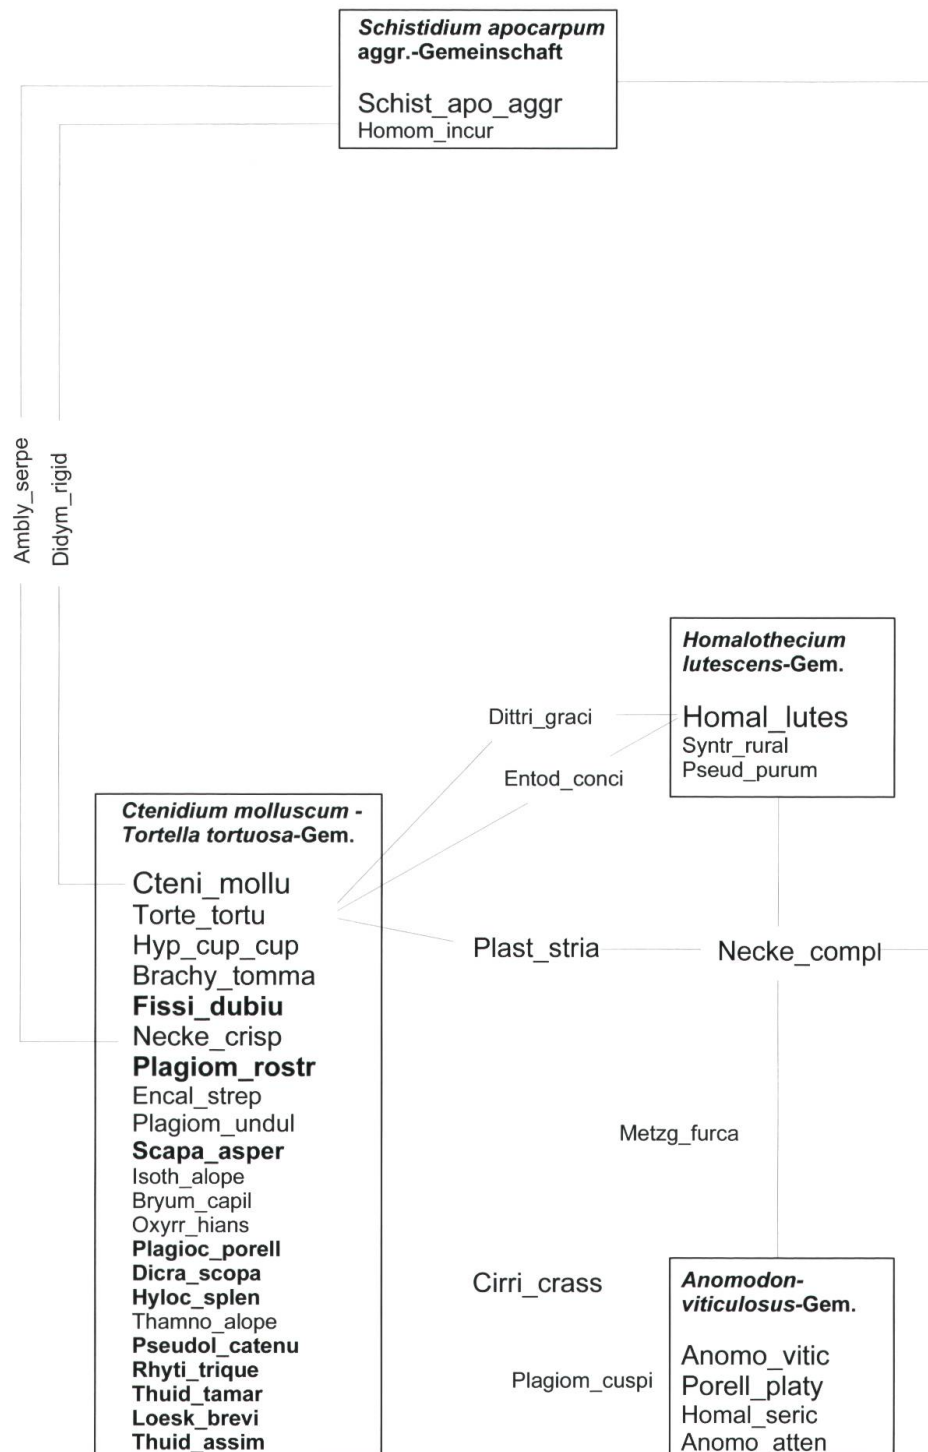 Schistidium apocarpum
aggr.-Gemeinschaft
Schist_apo_aggr
Homom_incur
Ambly_serpe
Didym_rigid
Homalothecium
lutescens-Gem.
Homal_lutes
Syntr_rural
Pseud_purum
Dittri_graci
Entod_conci
Ctenidium molluscum -
Tortella tortuosa-Gem.
Cteni_mollu
Torte_tortu
Hyp_cup_cup
Brachy_tomma
Fissi_dubiu
Necke_crisp
Plagiom_rostr
Encal_strep
Plagiom_undul
Scapa_asper
Isoth_alope
Bryum_capil
Oxyrr_hians
Plagioc_porell
Dicra_scopa
Hyloc_splen
Thamno_alope
Pseudol_catenu
Rhyti_trique
Thuid_tamar
Loesk_brevi
Thuid_assim
Plast_stria
Necke_compl
Metzg_furca
Cirri_crass
Plagiom_cuspi
Anomodon-
viticulosus-Gem.
Anomo_vitic
Porell_platy
Homal_seric
Anomo_atten